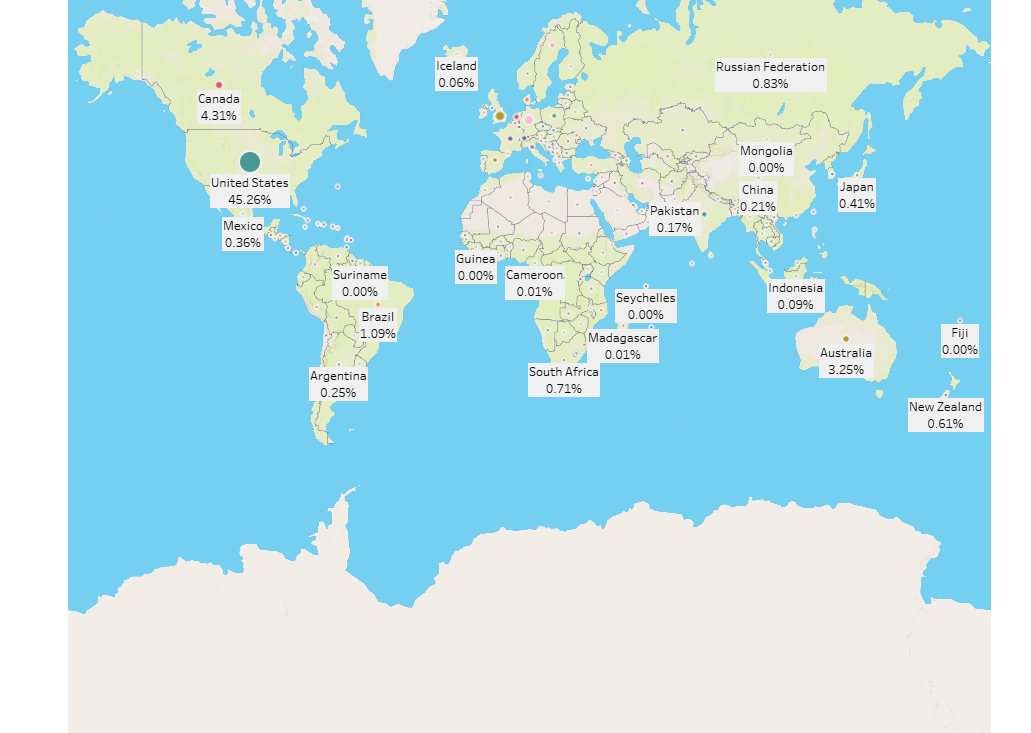 Iceland
0.06%
Russian Federation
0.83%
Canada
4.31%
Mongolia
0.00%
United States
45.26%
China
0.21%
Japan
0.41%
Pakistan
0.17%
Mexico
0.36%
Guinea
0.00%
Suriname
0.00%
Cameroon
0.01%
Indonesia
0.09%
Seychelles
0.00%
Brazil
1.09%
Fiji
0.00%
Madagascar
0.01%
Australia
3.25%
South Africa
0.71%
Argentina
0.25%
New Zealand
0.61%